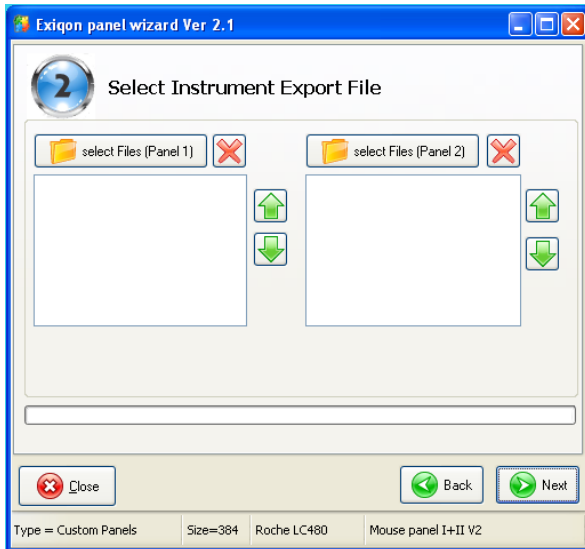 Exiqon panel wizard Ver 2.1
2 Select Instrument Export File
select Files (Panel 1) select Files (Panel 2)
Close Back Next
Type = Custom Panels Size=384 Roche LC480 Mouse panel I+II V2